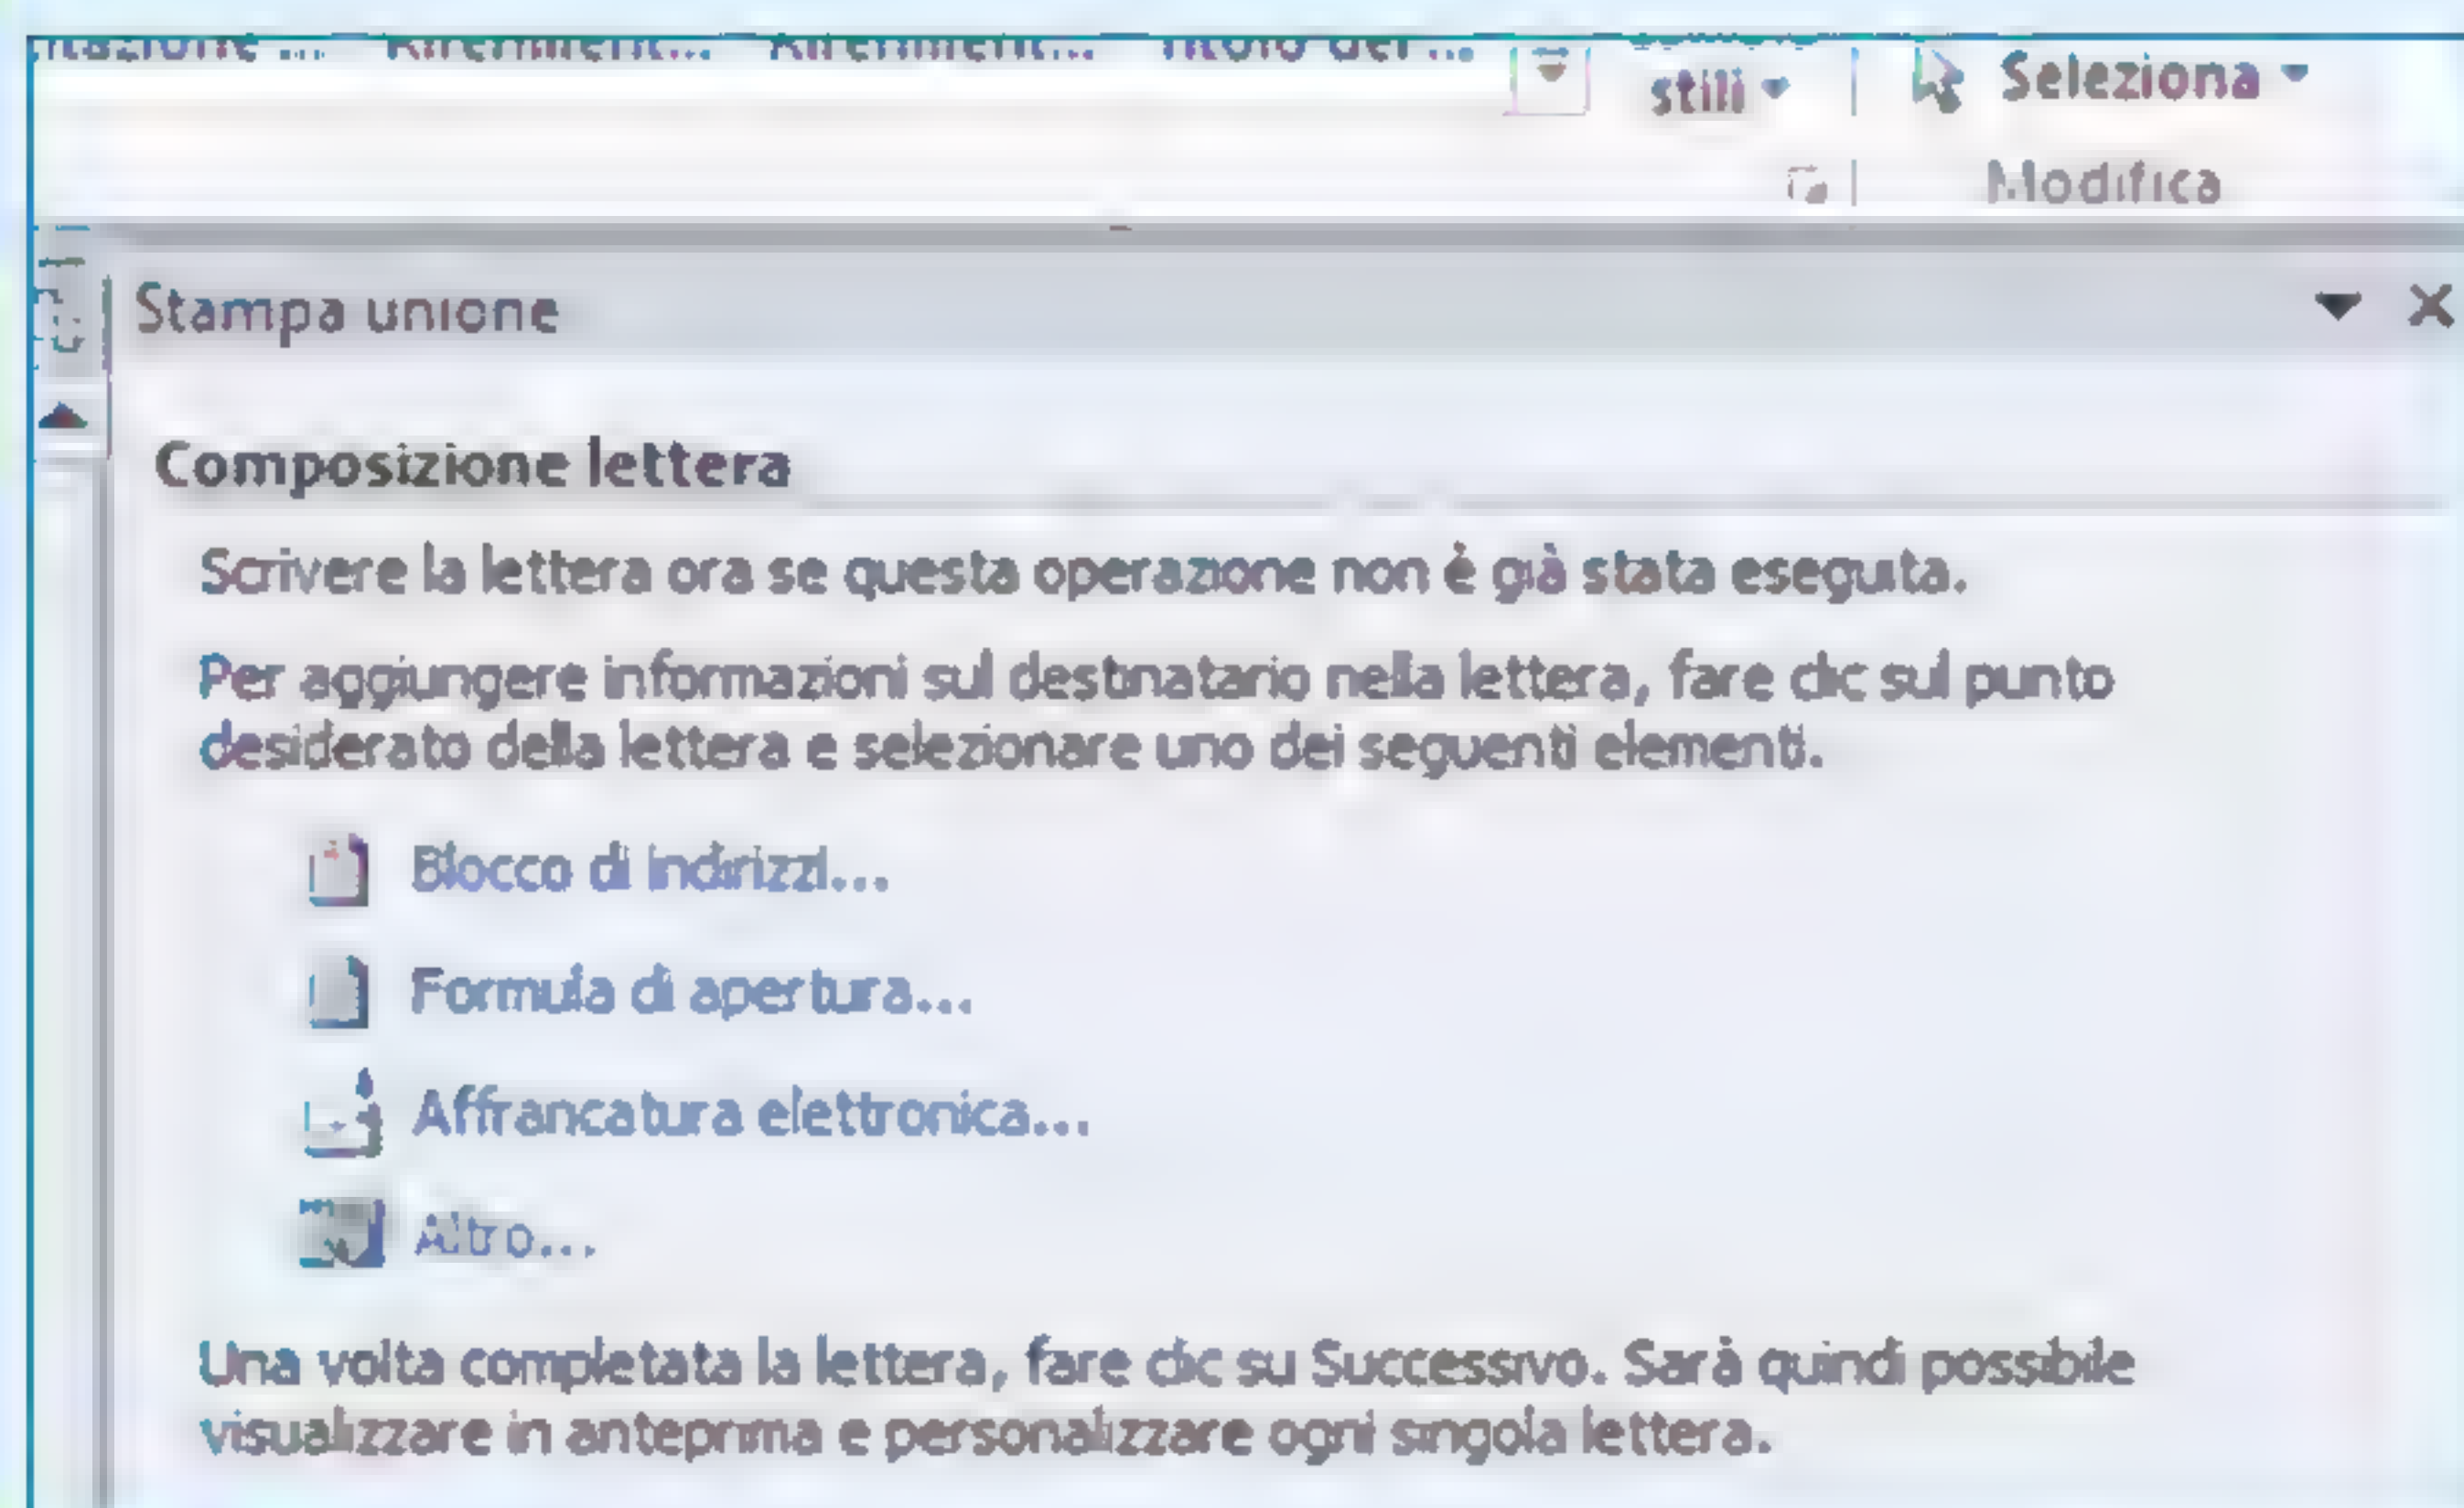 stili
Seleziona
Modifica
Stampa unione
Composizione lettera
Scrivere la lettera ora se questa operazione non è già stata eseguita.
Per aggiungere informazioni sul destinatario nella lettera, fare clic sul punto
desiderato della lettera e selezionare uno dei seguenti elementi.
Blocco di indirizzi...
Formula di apertura...
Affrancatura elettronica...
Altro...
Una volta completata la lettera, fare clic su Successivo. Sarà quindi possibile
visualizzare in anteprima e personalizzare ogni singola lettera.